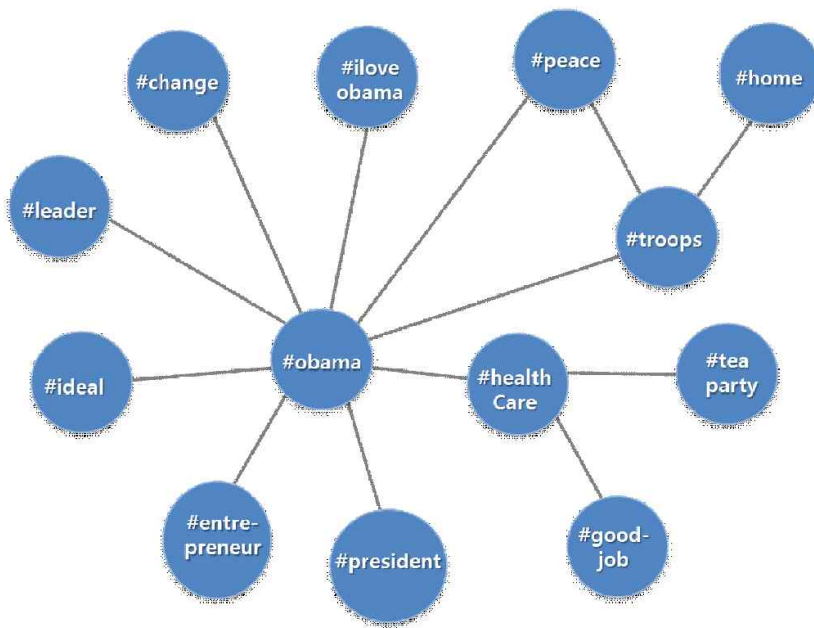 #change
#ilove
obama
#peace
#home
#leader
#troops
#obama
#ideal
#health
Care
#tea
party
#entre-
preneur
#president
#good-
job